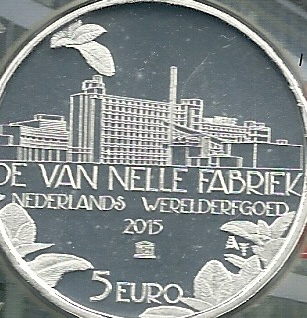 DE VAN NELLE FABRIEK
NEDERLANDS WERELDERFGOED
2015
5 EURO